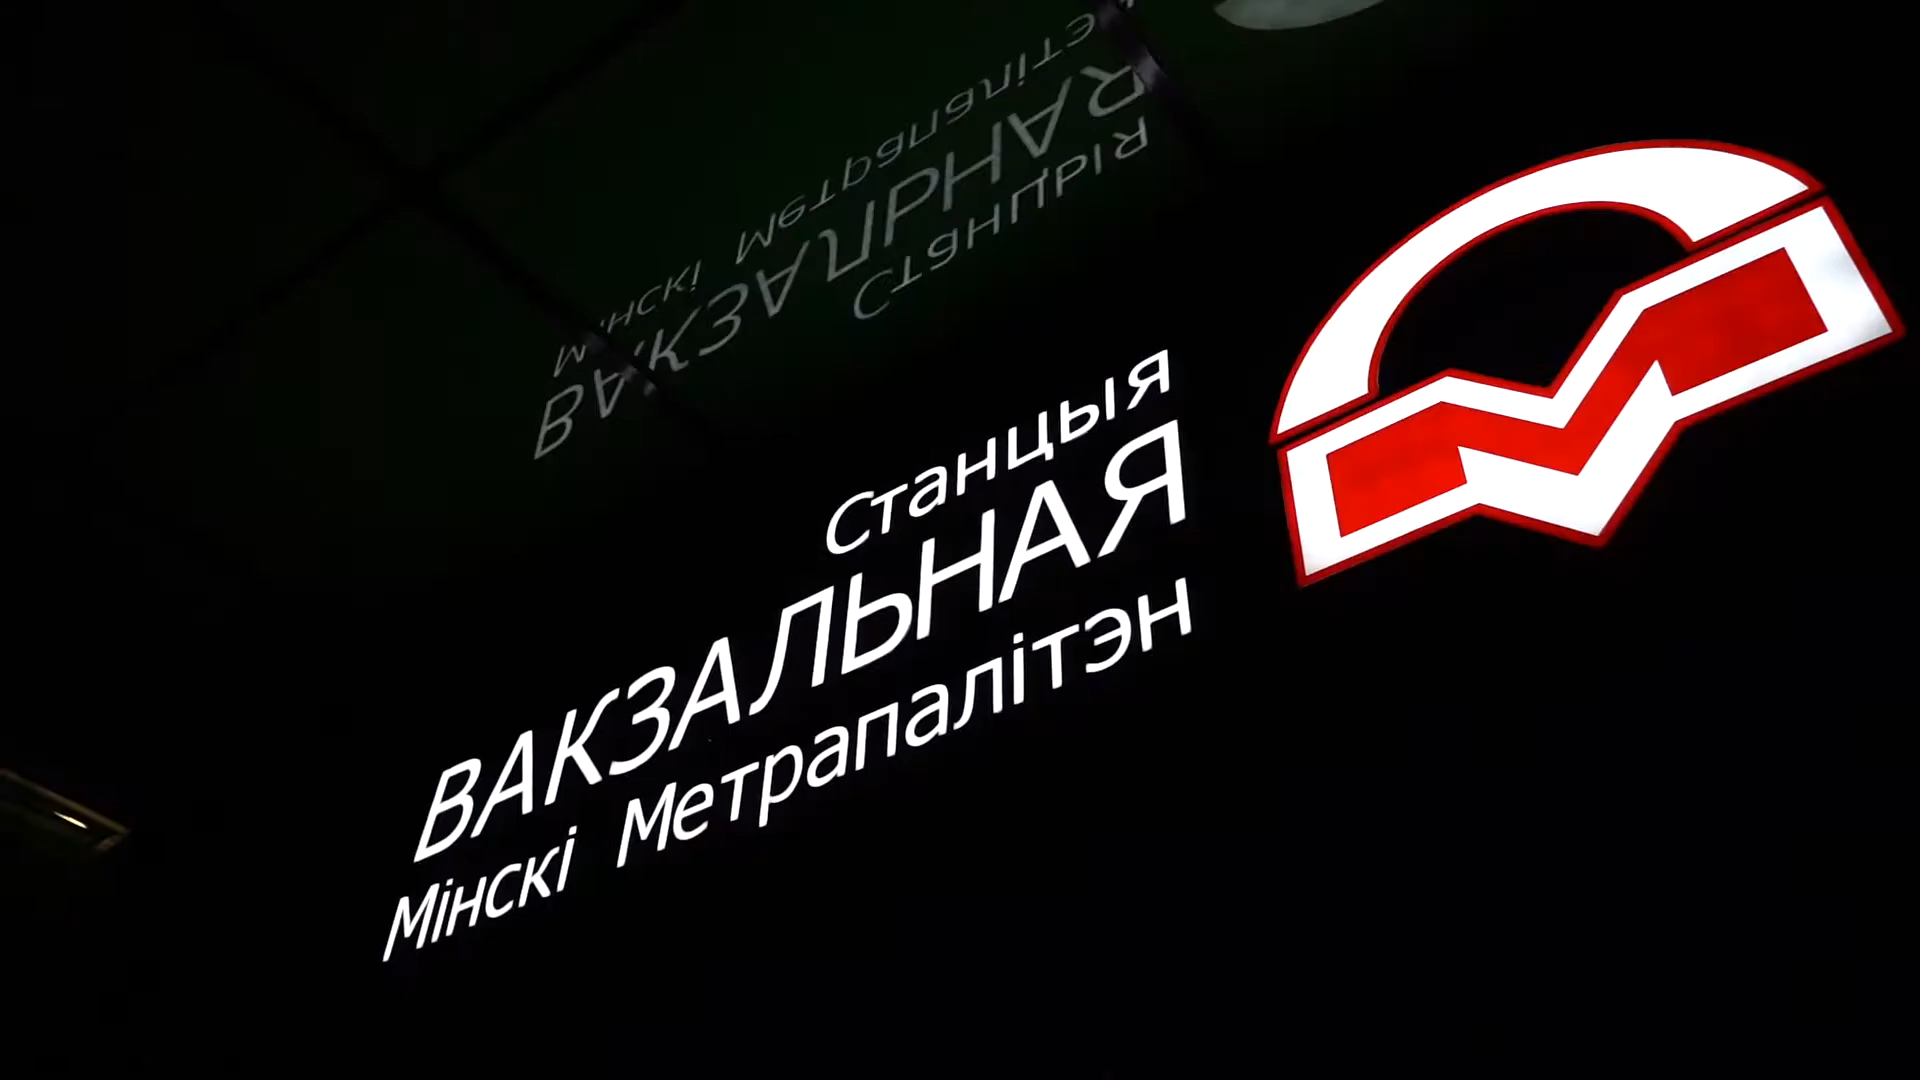 Станцыя
ВАКЗАЛЬНАЯ
Мінскі Метрапалітэн